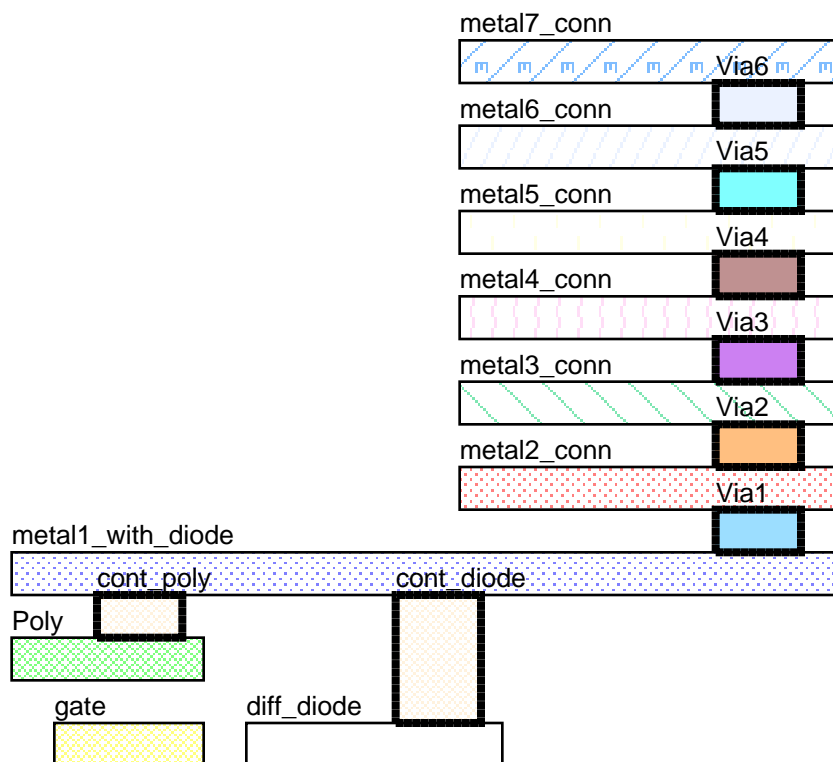 metal7_conn
Via6
metal6_conn
Via5
metal5_conn
Via4
metal4_conn
Via3
metal3_conn
Via2
metal2_conn
Via1
metal1_with_diode
cont_poly
cont_diode
Poly
gate
diff_diode